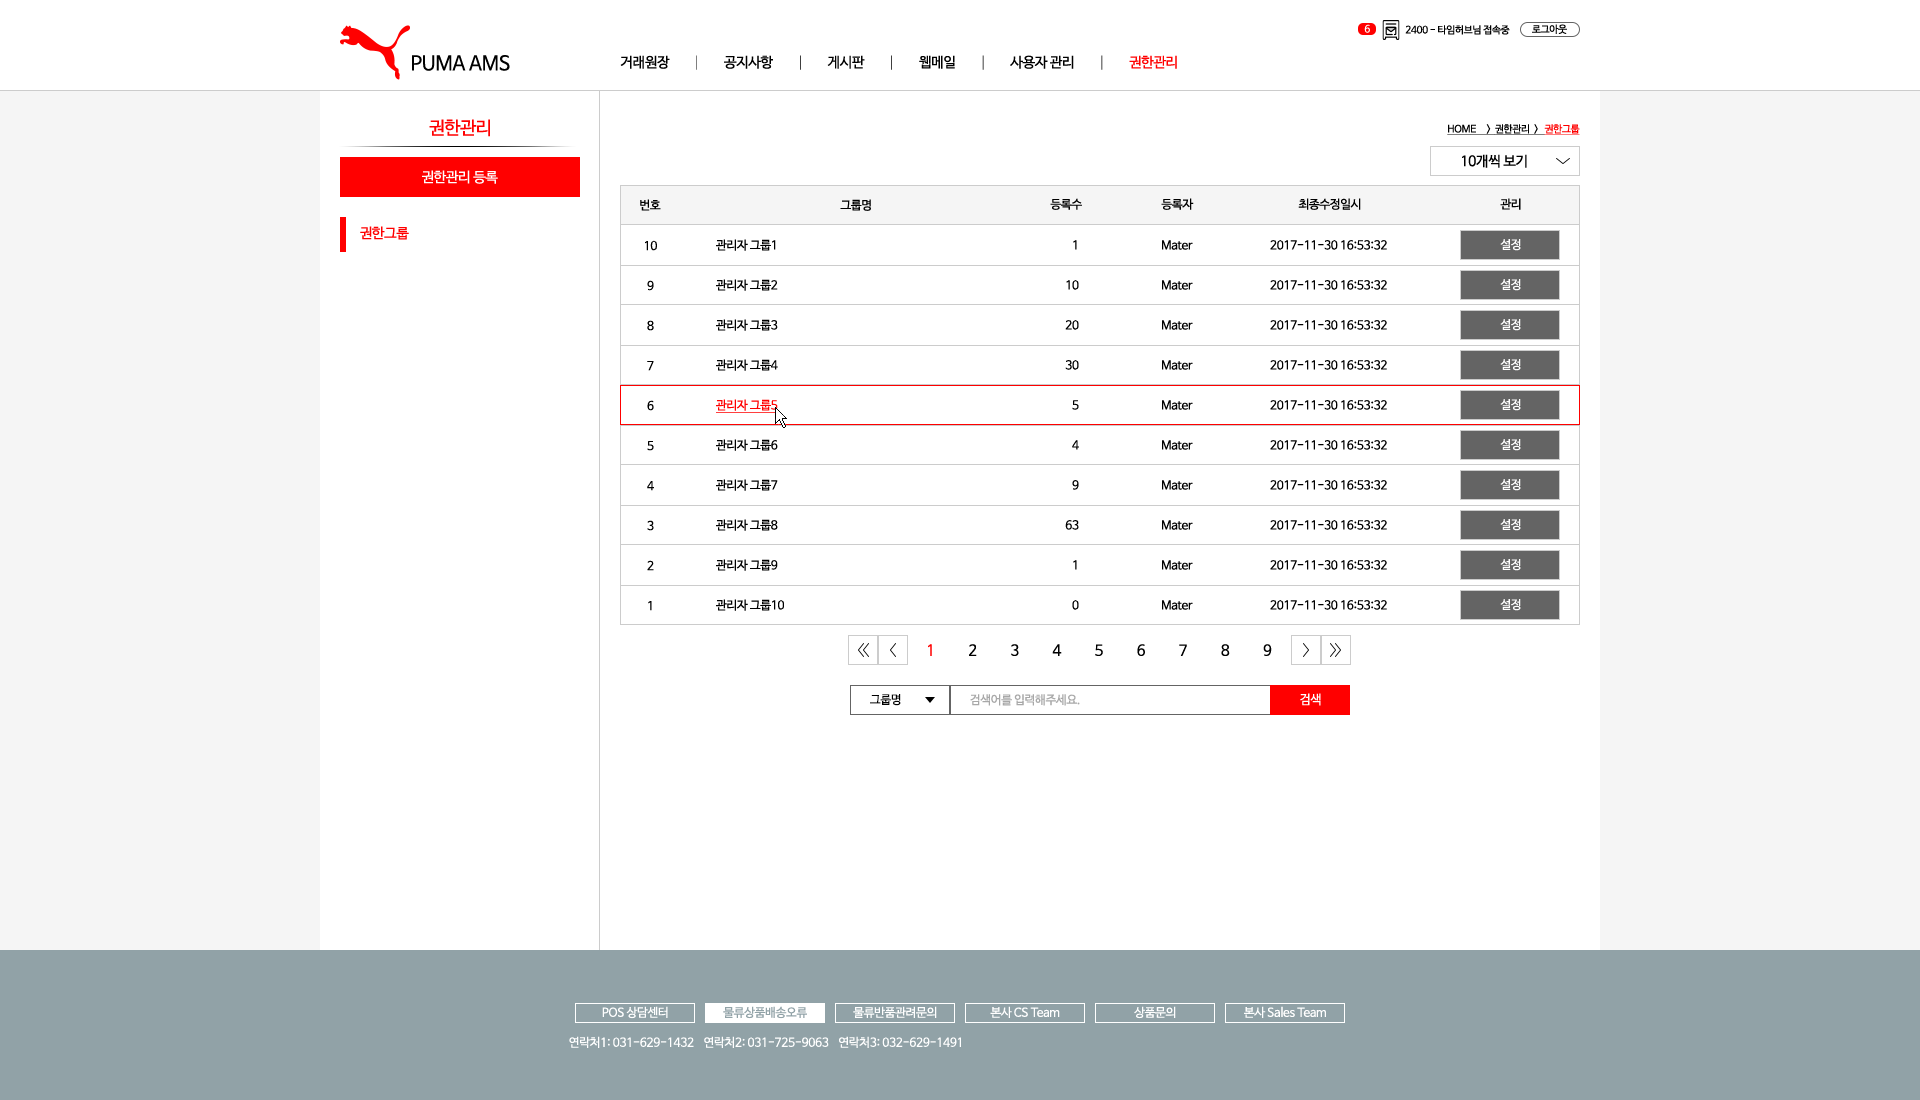 6 2400 - 타임허브님 접속중 로그아웃
PUMA AMS
거래원장 | 공지사항 | 게시판 | 웹메일 | 사용자 관리 | 권한관리
권한관리
권한관리 등록
권한그룹
HOME > 권한관리 > 권한그룹
10개씩 보기
번호 그룹명 등록수 등록자 최종수정일시 관리
10 관리자 그룹1 1 Mater 2017-11-30 16:53:32 설정
9 관리자 그룹2 10 Mater 2017-11-30 16:53:32 설정
8 관리자 그룹3 20 Mater 2017-11-30 16:53:32 설정
7 관리자 그룹4 30 Mater 2017-11-30 16:53:32 설정
6 관리자 그룹5 5 Mater 2017-11-30 16:53:32 설정
5 관리자 그룹6 4 Mater 2017-11-30 16:53:32 설정
4 관리자 그룹7 9 Mater 2017-11-30 16:53:32 설정
3 관리자 그룹8 63 Mater 2017-11-30 16:53:32 설정
2 관리자 그룹9 1 Mater 2017-11-30 16:53:32 설정
1 관리자 그룹10 0 Mater 2017-11-30 16:53:32 설정
1 2 3 4 5 6 7 8 9
그룹명 검색어를 입력해주세요. 검색
POS 상담센터 물류상품배송오류 물류반품관려문의 본사 CS Team 상품문의 본사 Sales Team
연락처1: 031-629-1432 연락처2: 031-725-9063 연락처3: 032-629-1491